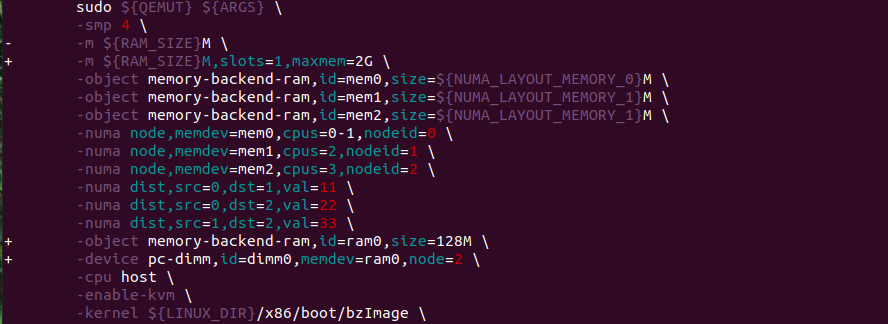 sudo ${QEMUT} ${ARGS} \
-smp 4 \
- -m ${RAM_SIZE}M \
+ -m ${RAM_SIZE}M,slots=1,maxmem=2G \
-object memory-backend-ram,id=mem0,size=${NUMA_LAYOUT_MEMORY_0}M \
-object memory-backend-ram,id=mem1,size=${NUMA_LAYOUT_MEMORY_1}M \
-object memory-backend-ram,id=mem2,size=${NUMA_LAYOUT_MEMORY_1}M \
-numa node,memdev=mem0,cpus=0-1,nodeid=0 \
-numa node,memdev=mem1,cpus=2,nodeid=1 \
-numa node,memdev=mem2,cpus=3,nodeid=2 \
-numa dist,src=0,dst=1,val=11 \
-numa dist,src=0,dst=2,val=22 \
-numa dist,src=1,dst=2,val=33 \
+ -object memory-backend-ram,id=ram0,size=128M \
+ -device pc-dimm,id=dimm0,memdev=ram0,node=2 \
-cpu host \
-enable-kvm \
-kernel ${LINUX_DIR}/x86/boot/bzImage \